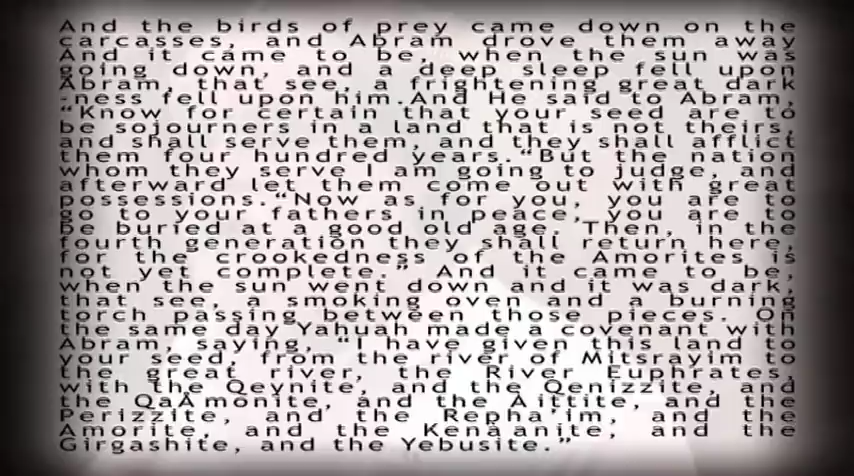 And the birds of prey came down on the
carcasses, and Abram drove them away
And it came to be, when the sun was
going down, and a deep sleep fell upon
Abram, that see, a frightening great dark
-ness fell upon him.And He said to Abram,
“Know for certain that your seed are to
be sojourners in a land that is not theirs,
and shall serve them, and they shall afflict
them four hundred years.“But the nation
whom they serve I am going to judge, and
afterward let them come out with great
possessions.“Now as for you, you are to
go to your fathers in peace, you are to
be buried at a good old age. Then, in the
fourth generation they shall return here,
for the crookedness of the Amorites is
not yet complete.” And it came to be,
when the sun went down and it was dark,
that see, a smoking oven and a burning
torch passing between those pieces. On
the same day Yahuah made a covenant with
Abram, saying, “I have given this land to
your seed, from the river of Mitsrayim to
the great river, the River Euphrates,
with the Qeynite, and the Qenizzite, and
the QaÄmonite, and the Äittite, and the
Perizzite, and the Repha’im, and the
Amorite, and the Kenaʽanite, and the
Girgashite, and the Yebusite.”